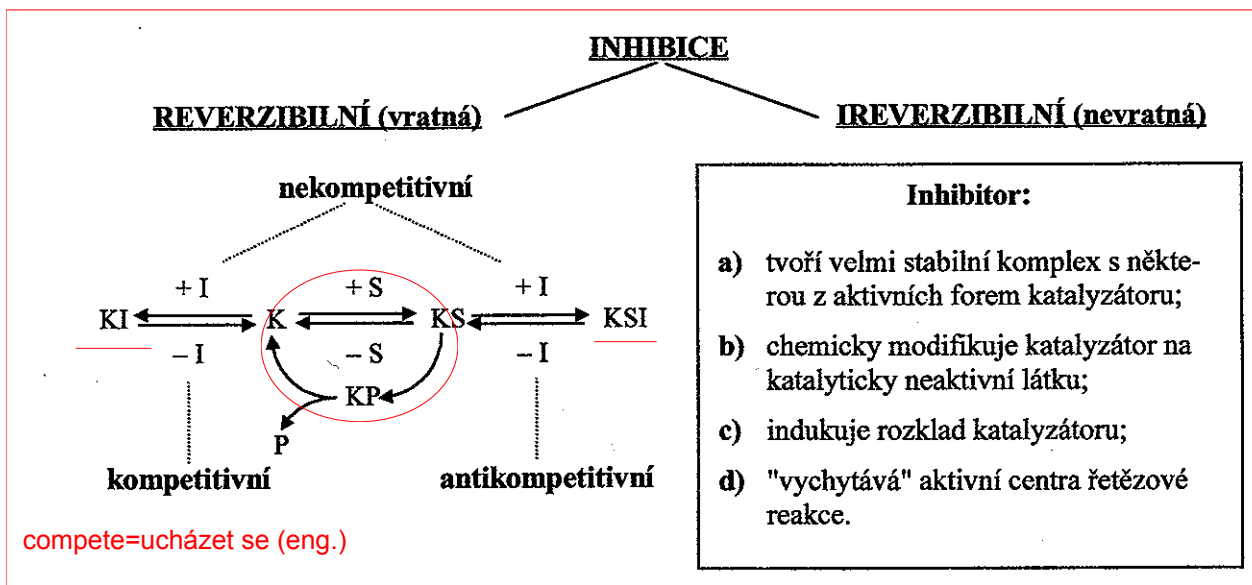 INHIBICE
REVERZIBILNÍ (vratná)
IREVERZIBILNÍ (nevratná)
nekompetitivní
+ I
+ S
+ I
KI
K
KS
KSI
– I
– S
– I
KP
P
kompetitivní
antikompetitivní
compete=ucházet se (eng.)
Inhibitor:
a) tvoří velmi stabilní komplex s někte-
rou z aktivních forem katalyzátoru;
b) chemicky modifikuje katalyzátor na
katalyticky neaktivní látku;
c) indukuje rozklad katalyzátoru;
d) "vychytává" aktivní centra řetězové
reakce.